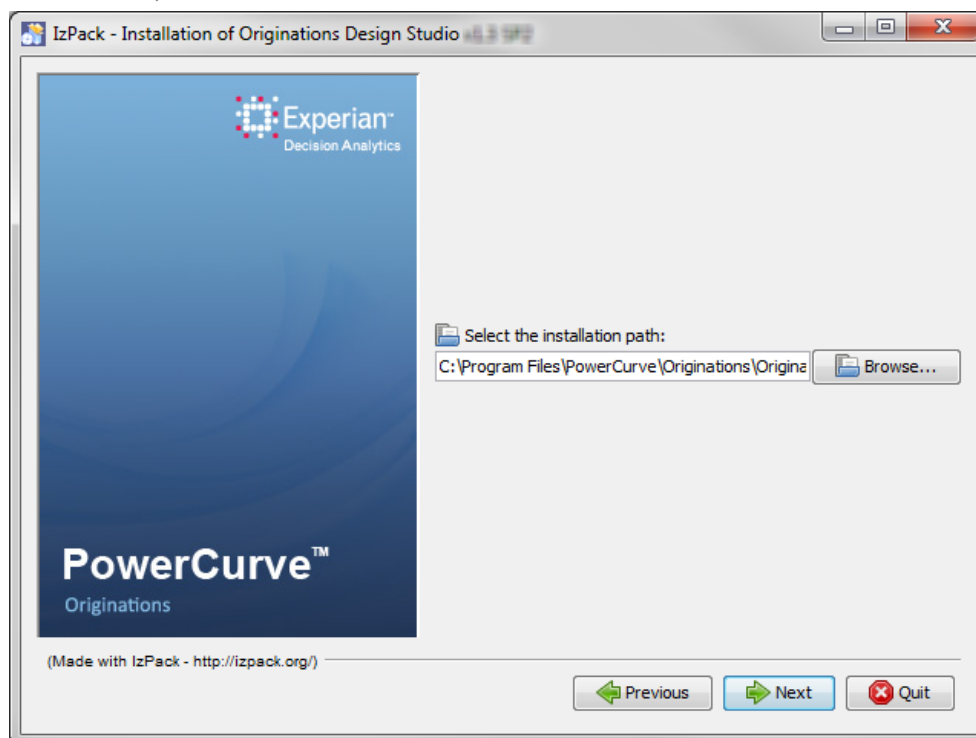 IzPack - Installation of Originations Design Studio
Experian™
Decision Analytics
Select the installation path:
C:\Program Files\PowerCurve\Originations\Origina
Browse...
PowerCurve™
Originations
(Made with IzPack - http://izpack.org/)
Previous
Next
Quit